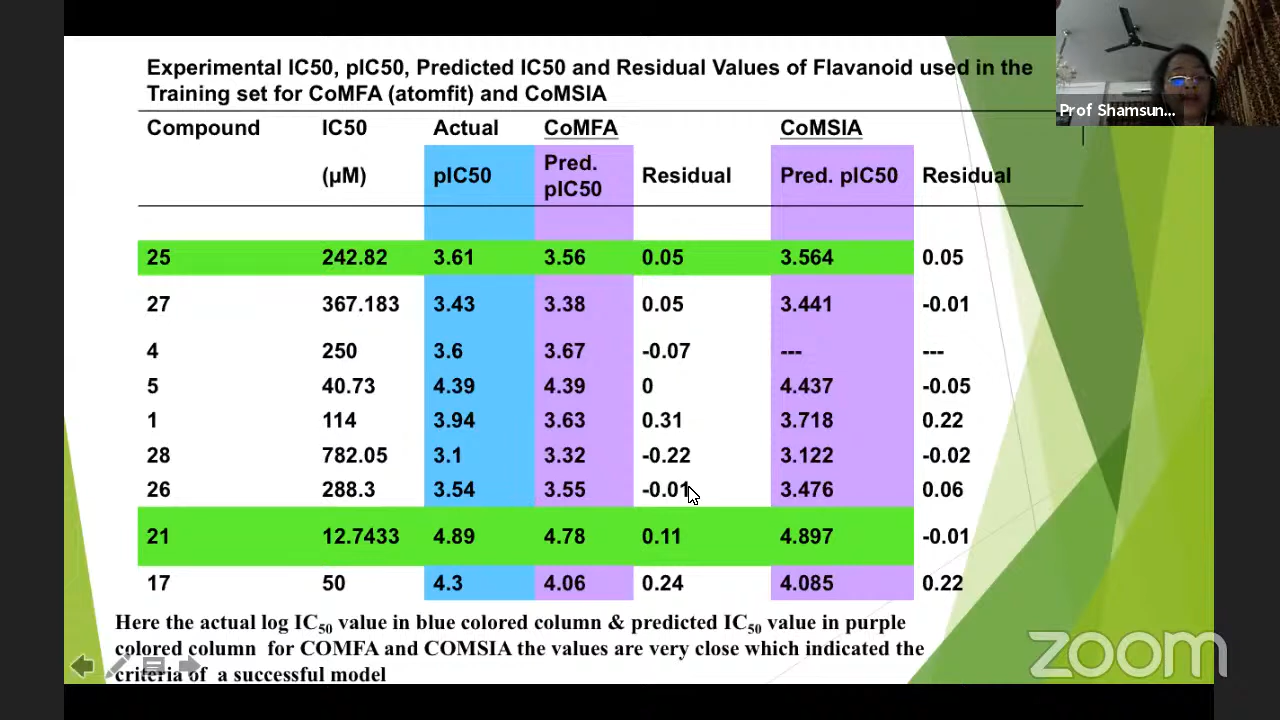 Experimental IC50, pIC50, Predicted IC50 and Residual Values of Flavanoid used in the
Training set for CoMFA (atomfit) and CoMSIA
Compound IC50 Actual CoMFA CoMSIA
(μM) pIC50 Pred. pIC50 Residual Pred. pIC50 Residual
25 242.82 3.61 3.56 0.05 3.564 0.05
27 367.183 3.43 3.38 0.05 3.441 -0.01
4 250 3.6 3.67 -0.07 --- ---
5 40.73 4.39 4.39 0 4.437 -0.05
1 114 3.94 3.63 0.31 3.718 0.22
28 782.05 3.1 3.32 -0.22 3.122 -0.02
26 288.3 3.54 3.55 -0.01 3.476 0.06
21 12.7433 4.89 4.78 0.11 4.897 -0.01
17 50 4.3 4.06 0.24 4.085 0.22
Here the actual log IC50 value in blue colored column & predicted IC50 value in purple
colored column for COMFA and COMSIA the values are very close which indicated the
criteria of a successful model
Prof Shamsun...
zoom